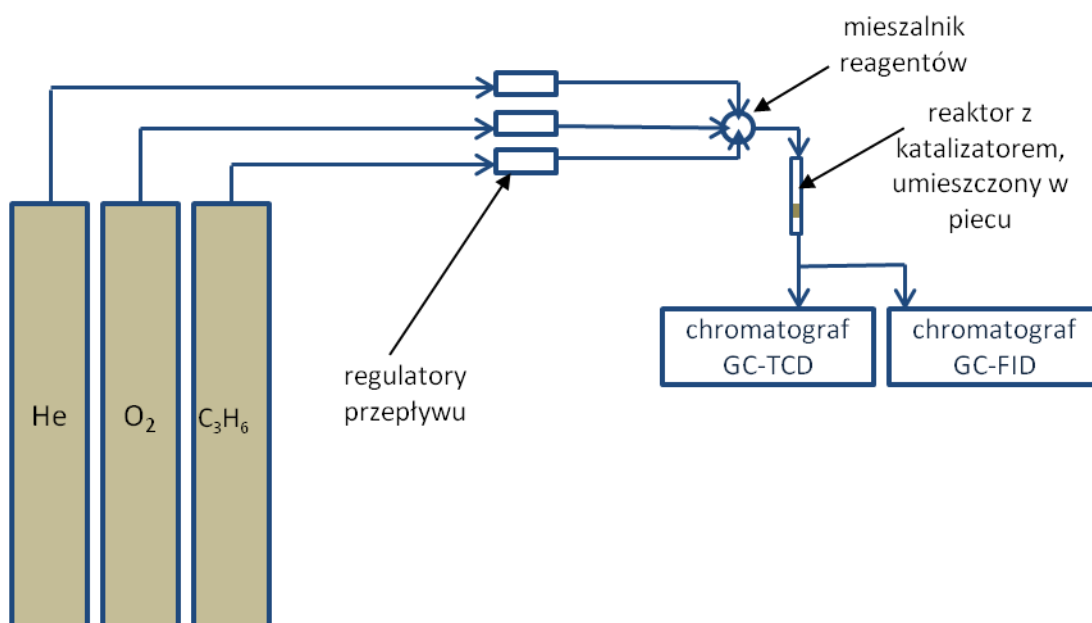 mieszalnik
reagentów
reaktor z
katalizatorem,
umieszczony w
piecu
chromatograf
GC-TCD
chromatograf
GC-FID
regulatory
przepływu
He
O₂
C₃H₆